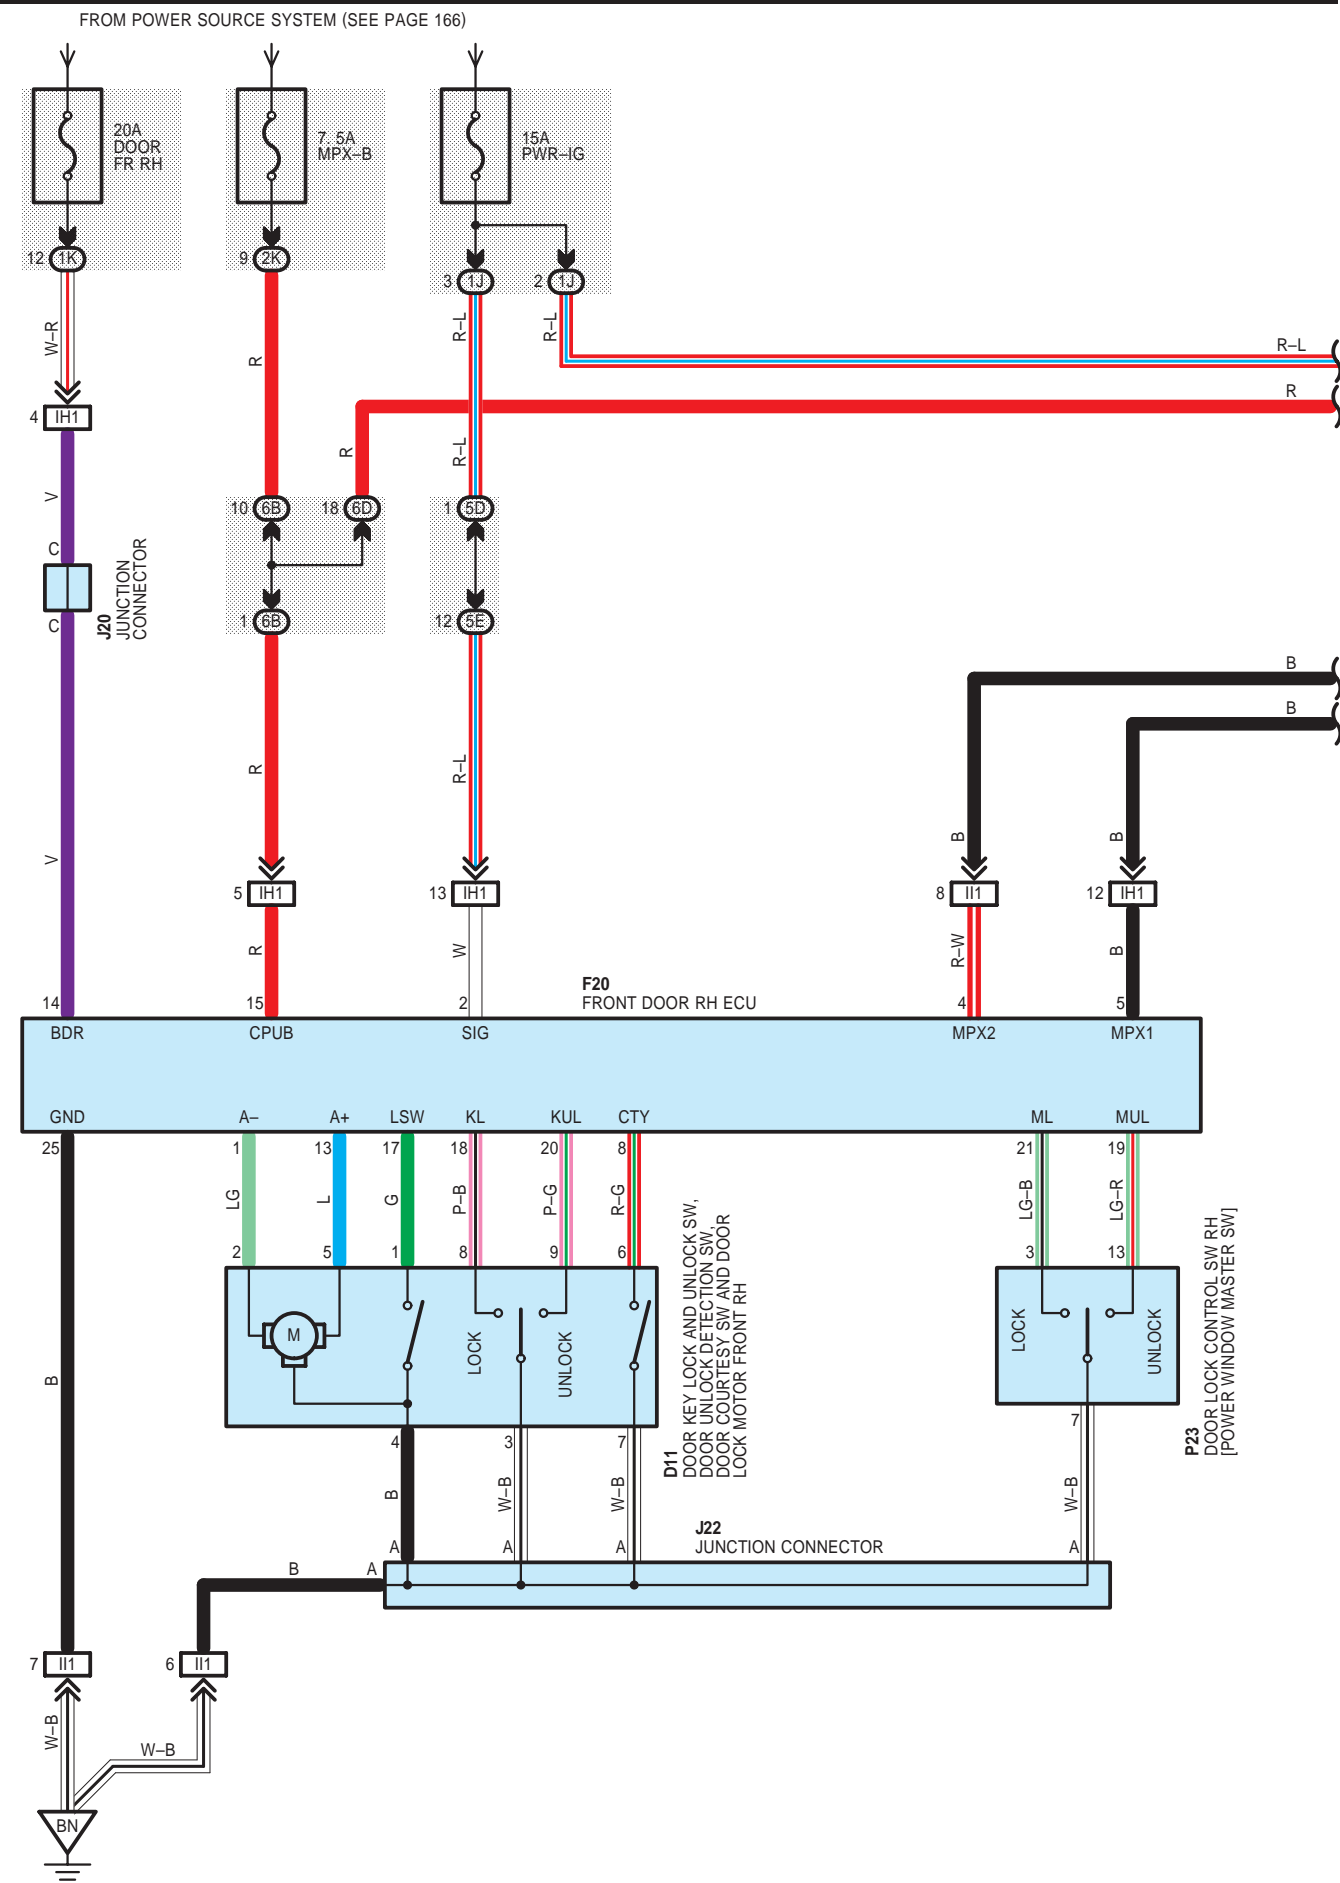 FROM POWER SOURCE SYSTEM (SEE PAGE 166)
20A
DOOR
FR RH
7. 5A
MPX–B
15A
PWR–IG
12 1K
9 2K
3 1J
2 1J
W–R
R
R–L
R–L
R–L
R
4 IH1
R
R–L
V
10 6B
18 6D
1 5D
C
J20
JUNCTION
CONNECTOR
C
1 6B
12 5E
B
B
R
R–L
B
B
V
5 IH1
13 IH1
8 II1
12 IH1
R
W
R–W
B
F20
FRONT DOOR RH ECU
14
15
2
4
5
BDR
CPUB
SIG
MPX2
MPX1
GND
A–
A+
LSW
KL
KUL
CTY
ML
MUL
25
1
13
17
18
20
8
21
19
LG
L
G
P–B
P–G
R–G
LG–B
LG–R
2
5
1
8
9
6
3
13
M
LOCK
UNLOCK
LOCK
UNLOCK
D11
DOOR KEY LOCK AND UNLOCK SW,
DOOR UNLOCK DETECTION SW,
DOOR COURTESY SW AND DOOR
LOCK MOTOR FRONT RH
P23
DOOR LOCK CONTROL SW RH
[POWER WINDOW MASTER SW]
B
4
3
7
7
B
W–B
W–B
W–B
J22
JUNCTION CONNECTOR
A
A
A
A
B
A
7 II1
6 II1
W–B
W–B
BN